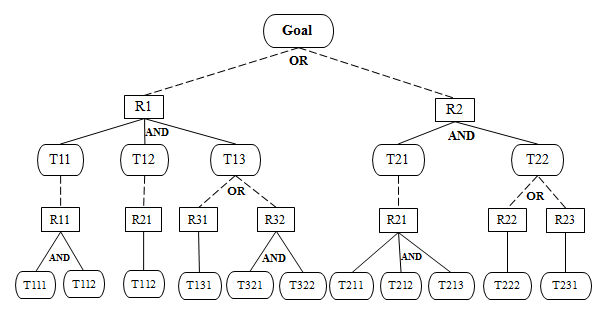 Goal
OR
R1
R2
AND
AND
T11
T12
T13
T21
T22
OR
OR
R11
R21
R31
R32
R21
R22
R23
AND
AND
AND
T111
T112
T112
T131
T321
T322
T211
T212
T213
T222
T231